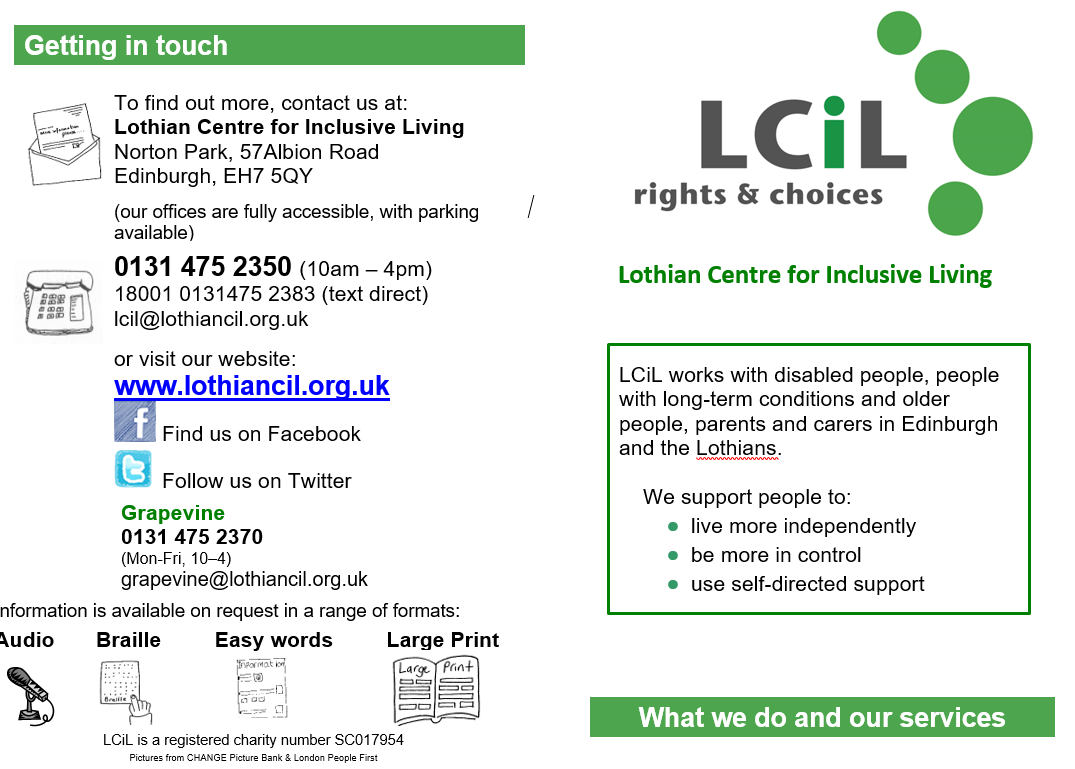 Getting in touch
To find out more, contact us at:
Lothian Centre for Inclusive Living
Norton Park, 57Albion Road
Edinburgh, EH7 5QY
(our offices are fully accessible, with parking
available)
0131 475 2350 (10am – 4pm)
18001 0131475 2383 (text direct)
lcil@lothiancil.org.uk
or visit our website:
www.lothiancil.org.uk
f Find us on Facebook
t Follow us on Twitter
Grapevine
0131 475 2370
(Mon-Fri, 10–4)
grapevine@lothiancil.org.uk
nformation is available on request in a range of formats:
Audio Braille Easy words Large Print
Information
Braille
Large Print
LCiL is a registered charity number SC017954
Pictures from CHANGE Picture Bank & London People First
/
LCiL
rights & choices
Lothian Centre for Inclusive Living
LCiL works with disabled people, people
with long-term conditions and older
people, parents and carers in Edinburgh
and the Lothians.
We support people to:
● live more independently
● be more in control
● use self-directed support
What we do and our services